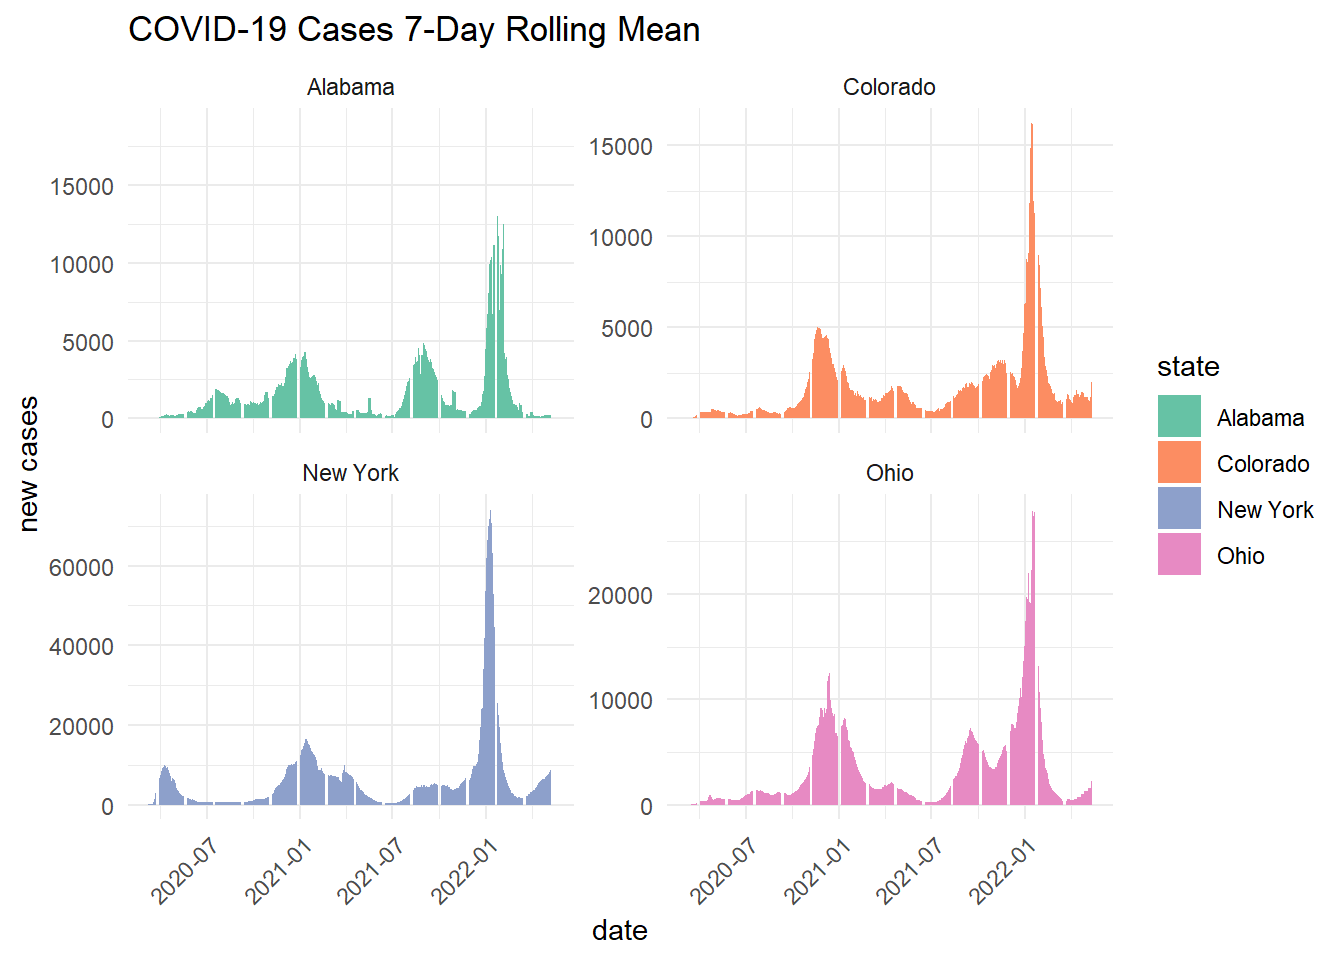 COVID-19 Cases 7-Day Rolling Mean
Alabama
Colorado
15000
10000
5000
0
15000
10000
5000
0
New York
Ohio
60000
40000
20000
0
20000
10000
0
2020-07
2021-01
2021-07
2022-01
2020-07
2021-01
2021-07
2022-01
new cases
date
state
Alabama
Colorado
New York
Ohio